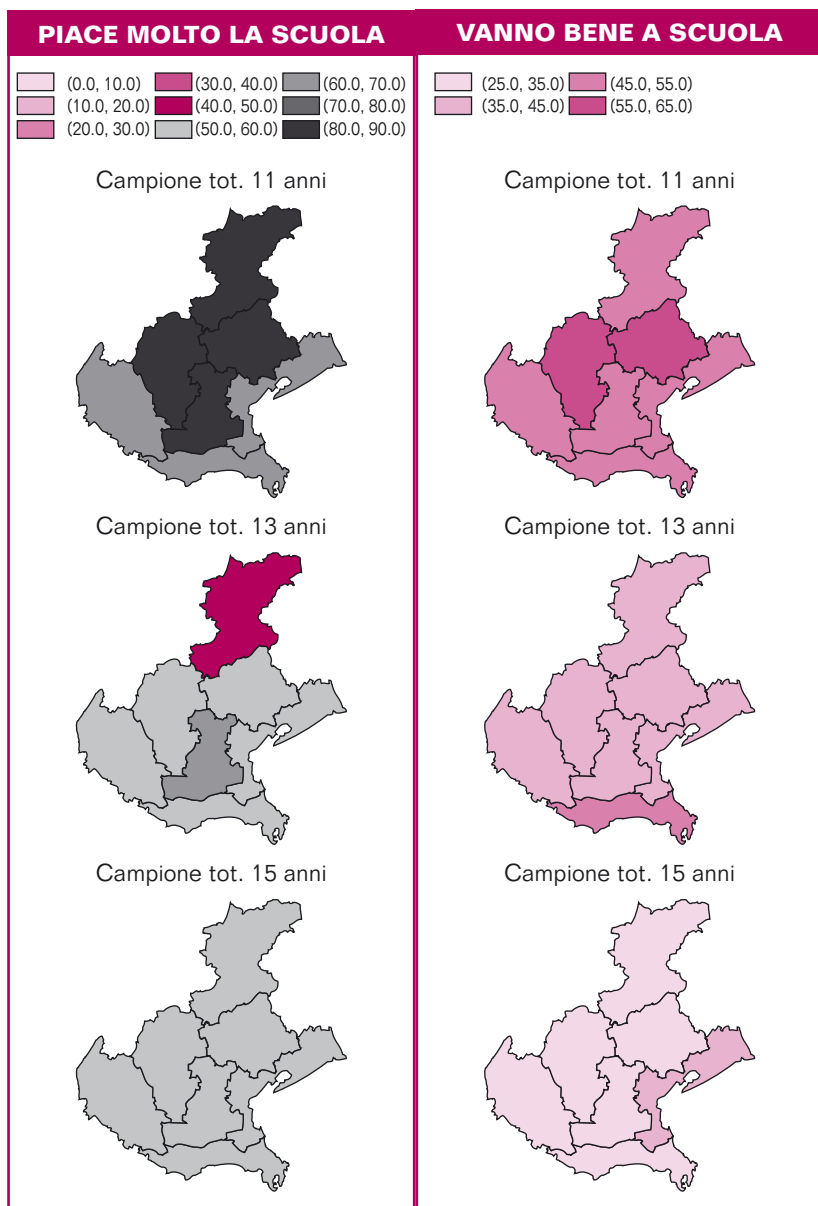 PIACE MOLTO LA SCUOLA
(0.0, 10.0) (30.0, 40.0) (60.0, 70.0)
(10.0, 20.0) (40.0, 50.0) (70.0, 80.0)
(20.0, 30.0) (50.0, 60.0) (80.0, 90.0)
Campione tot. 11 anni
Campione tot. 13 anni
Campione tot. 15 anni
VANNO BENE A SCUOLA
(25.0, 35.0) (45.0, 55.0)
(35.0, 45.0) (55.0, 65.0)
Campione tot. 11 anni
Campione tot. 13 anni
Campione tot. 15 anni